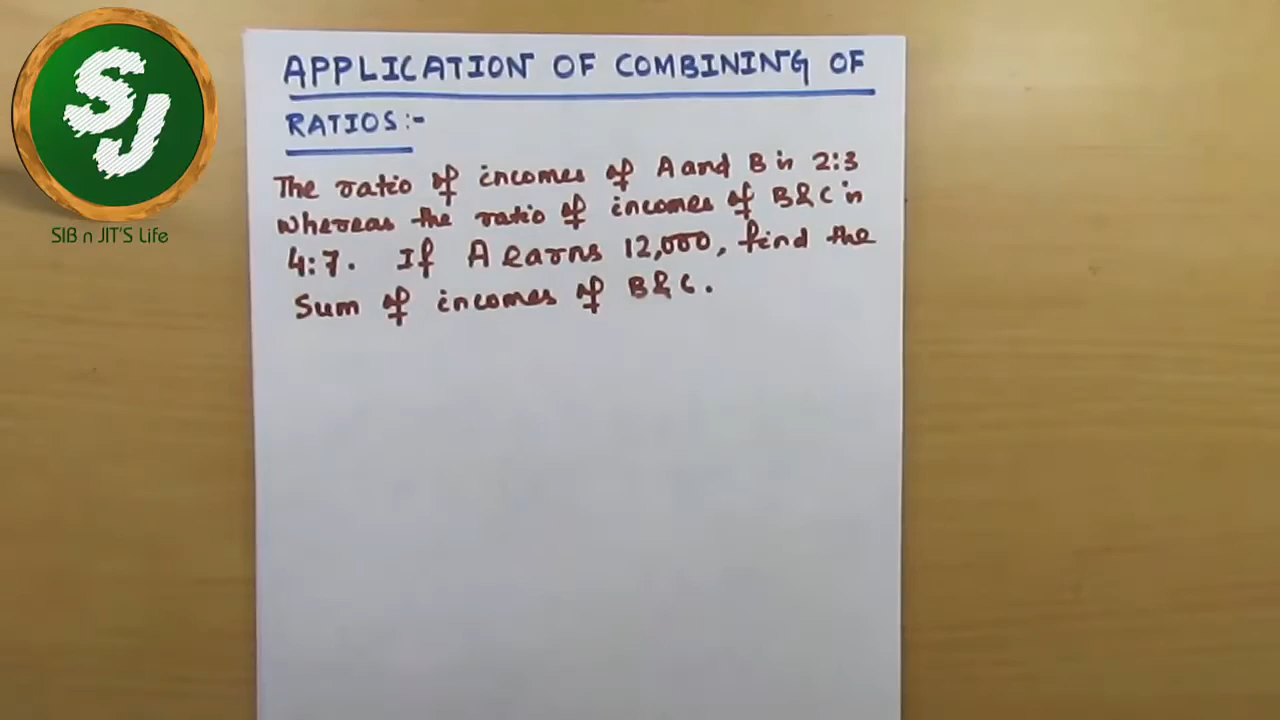 SJ
SIB n JIT'S Life
APPLICATION OF COMBINING OF
RATIOS:-
The ratio of incomes of A and B is 2:3
whereas the ratio of incomes of B & C is
4:7. If A earns 12,000, find the
Sum of incomes of B & C.